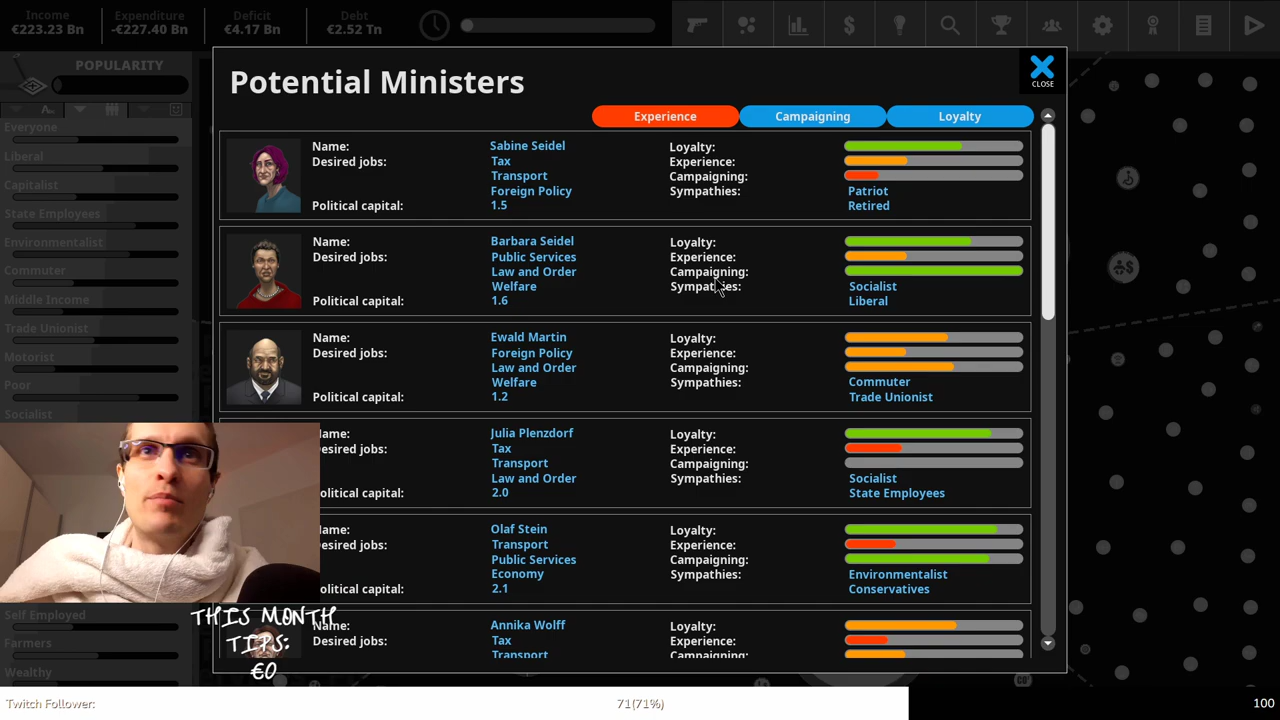 Income Expenditure Deficit Debt
€223.23 Bn -€227.40 Bn €4.17 Bn €2.52 Tn
POPULARITY
Everyone
Liberal
Capitalist
State Employees
Environmentalist
Commuter
Middle Income
Trade Unionist
Motorist
Poor
Socialist
Self Employed
Farmers
Wealthy
Potential Ministers
CLOSE
Experience Campaigning Loyalty
Name: Sabine Seidel Loyalty:
Desired jobs: Tax Experience:
Transport Campaigning:
Foreign Policy Sympathies: Patriot
Political capital: 1.5 Retired
Name: Barbara Seidel Loyalty:
Desired jobs: Public Services Experience:
Law and Order Campaigning:
Welfare Sympathies: Socialist
Political capital: 1.6 Liberal
Name: Ewald Martin Loyalty:
Desired jobs: Foreign Policy Experience:
Law and Order Campaigning:
Welfare Sympathies: Commuter
Political capital: 1.2 Trade Unionist
ame: Julia Plenzdorf Loyalty:
esired jobs: Tax Experience:
Transport Campaigning:
Law and Order Sympathies: Socialist
olitical capital: 2.0 State Employees
ame: Olaf Stein Loyalty:
esired jobs: Transport Experience:
Public Services Campaigning:
Economy Sympathies: Environmentalist
olitical capital: 2.1 Conservatives
Name: Annika Wolff Loyalty:
Desired jobs: Tax Experience:
Transport Campaigning:
THIS MONTH
TIPS:
€0
Twitch Follower: 71(71%) 100